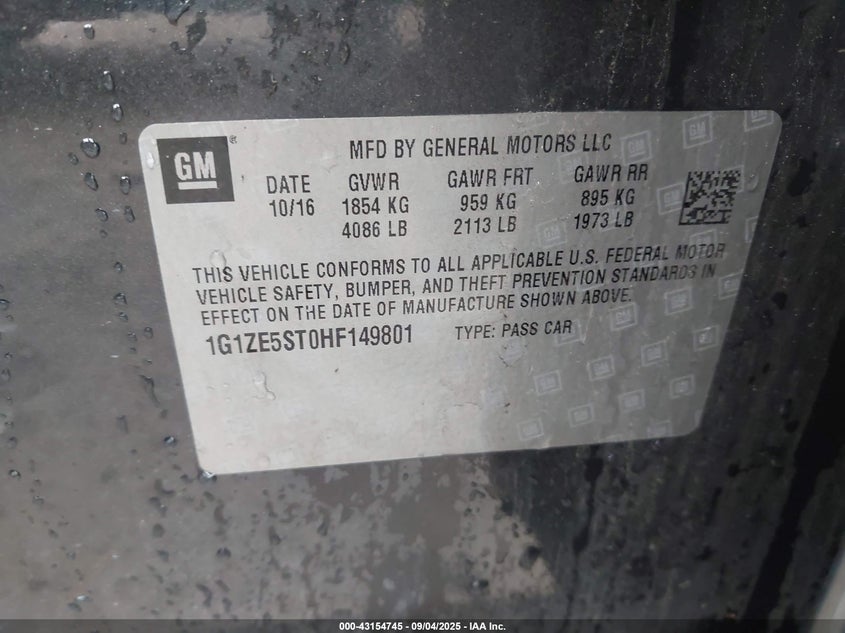 GM
®
MFD BY GENERAL MOTORS LLC
DATE GVWR GAWR FRT GAWR RR
10/16 1854 KG 959 KG 895 KG
4086 LB 2113 LB 1973 LB
THIS VEHICLE CONFORMS TO ALL APPLICABLE U.S. FEDERAL MOTOR
VEHICLE SAFETY, BUMPER, AND THEFT PREVENTION STANDARDS IN
EFFECT ON THE DATE OF MANUFACTURE SHOWN ABOVE.
1G1ZE5ST0HF149801 TYPE: PASS CAR
000-43154745 - 09/04/2025 - IAA Inc.